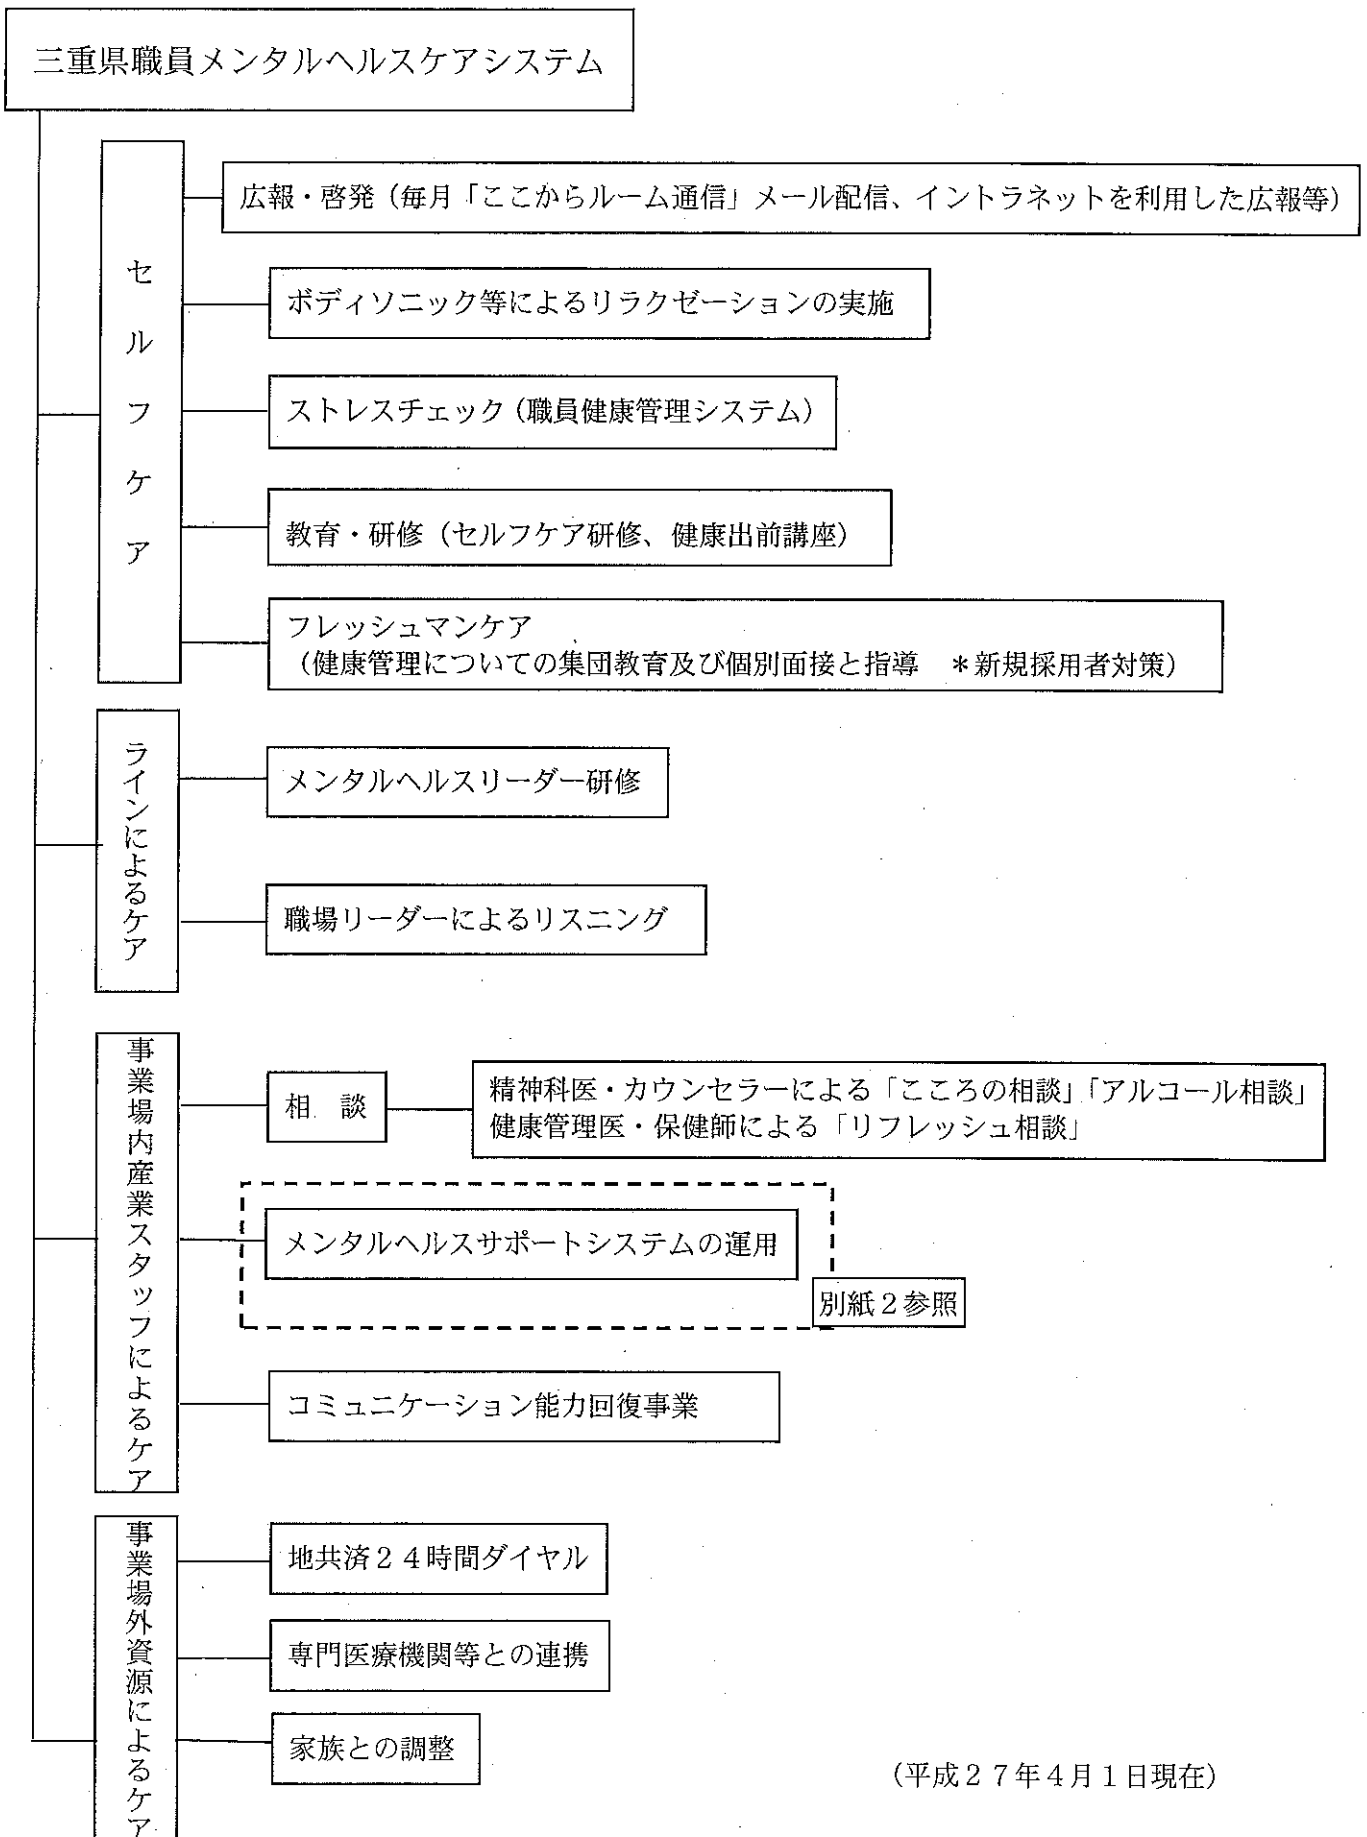 三重県職員メンタルヘルスケアシステム
セルフケア
広報・啓発（毎月「ここからルーム通信」メール配信、イントラネットを利用した広報等）
ボディソニック等によるリラクゼーションの実施
ストレスチェック（職員健康管理システム）
教育・研修（セルフケア研修、健康出前講座）
フレッシュマンケア
（健康管理についての集団教育及び個別面接と指導　＊新規採用者対策）
ラインによるケア
メンタルヘルスリーダー研修
職場リーダーによるリスニング
事業場内産業スタッフによるケア
相　談
精神科医・カウンセラーによる「こころの相談」「アルコール相談」
健康管理医・保健師による「リフレッシュ相談」
メンタルヘルスサポートシステムの運用
別紙２参照
コミュニケーション能力回復事業
事業場外資源によるケア
地共済２４時間ダイヤル
専門医療機関等との連携
家族との調整
（平成２７年４月１日現在）